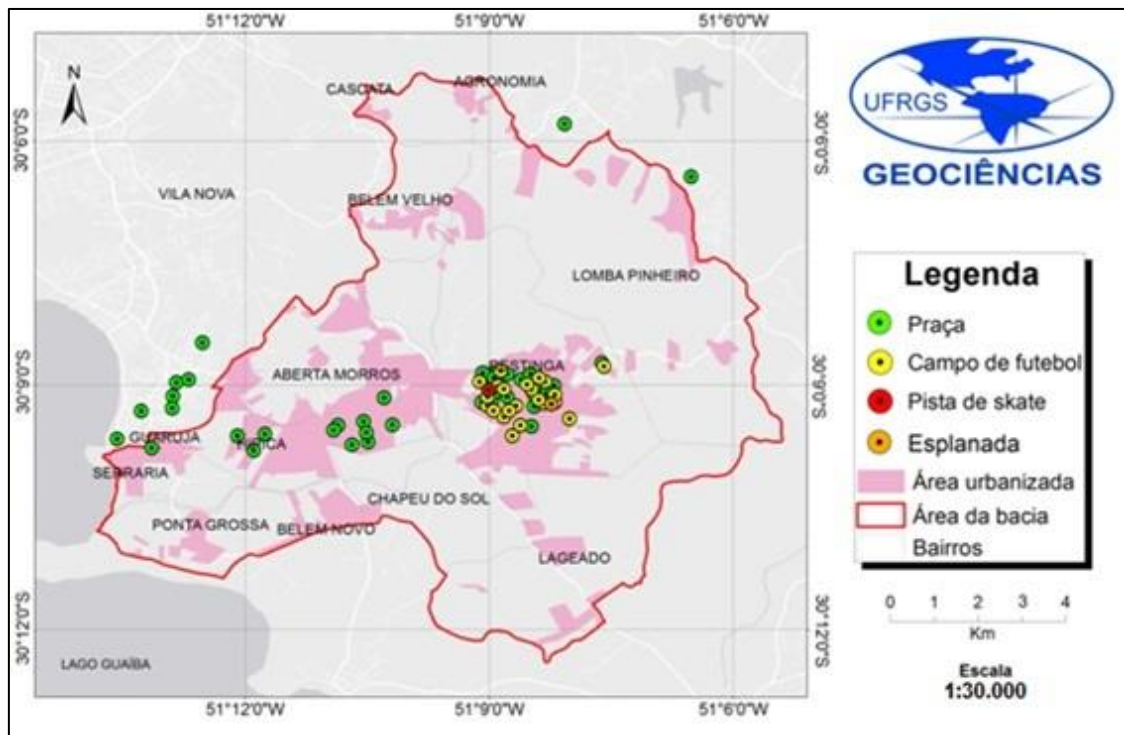 51°12'0"W 51°9'0"W 51°6'0"W
N
CASCATA
AGRONOMIA
30°6'0"S
30°6'0"S
VILA NOVA
BELEM VELHO
LOMBA PINHEIRO
ABERTA MORROS
RESTINGA
30°9'0"S
30°9'0"S
GUARUJA
SERRARIA
CHAPEU DO SOL
PONTA GROSSA
BELEM NOVO
LAGEADO
30°12'0"S
30°12'0"S
LAGO GUAÍBA
51°12'0"W 51°9'0"W 51°6'0"W
UFRGS
GEOCIÊNCIAS
Legenda
Praça
Campo de futebol
Pista de skate
Esplanada
Área urbanizada
Área da bacia
Bairros
0 1 2 3 4
Km
Escala
1:30.000